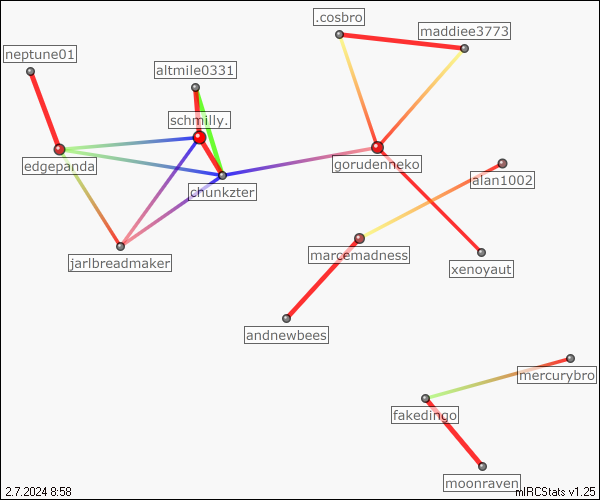 .cosbro
maddiee3773
neptune01
altmile0331
schmilly.
edgepanda
gorudenneko
alan1002
chunkzter
marcemadness
jarlbreadmaker
xenoyaut
andnewbees
mercurybro
fakedingo
moonraven
2.7.2024 8:58
mIRCStats v1.25